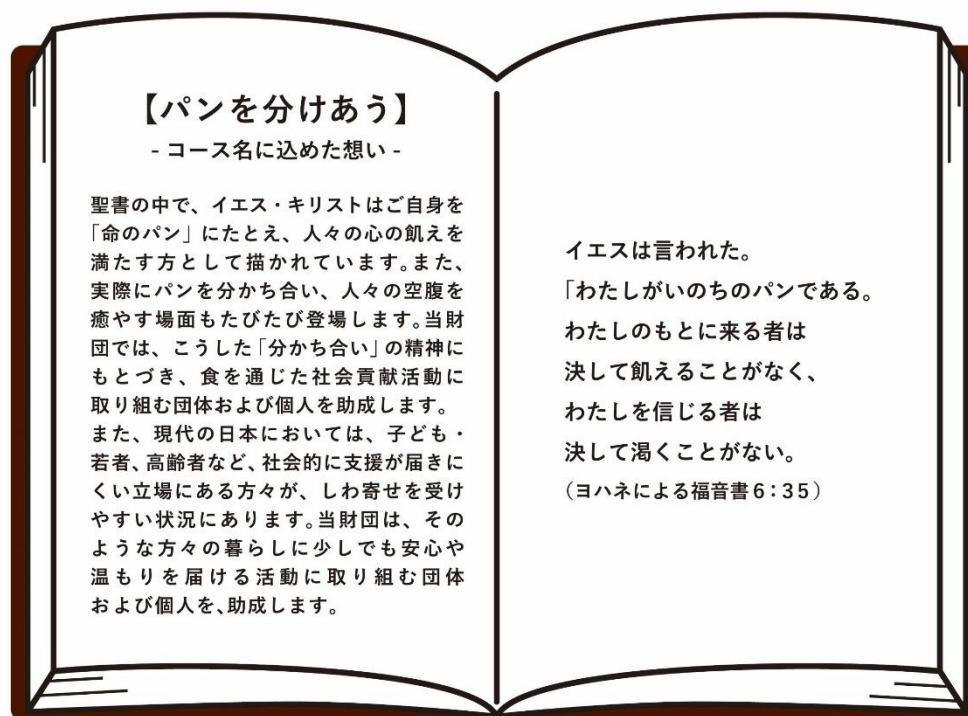 【パンを分けあう】
- コース名に込めた想い -
聖書の中で、イエス・キリストはご自身を
「命のパン」にたとえ、人々の心の飢えを
満たす方として描かれています。また、
実際にパンを分かち合い、人々の空腹を
癒やす場面もたびたび登場します。当財
団では、こうした「分かち合い」の精神に
もとづき、食を通じた社会貢献活動に
取り組む団体および個人を助成します。
また、現代の日本においては、子ども・
若者、高齢者など、社会的に支援が届きに
くい立場にある方々が、しわ寄せを受け
やすい状況にあります。当財団は、その
ような方々の暮らしに少しでも安心や
温もりを届ける活動に取り組む団体
および個人を、助成します。
イエスは言われた。
「わたしがいのちのパンである。
わたしのもとに来る者は
決して飢えることがなく、
わたしを信じる者は
決して渇くことがない。
（ヨハネによる福音書6：35）